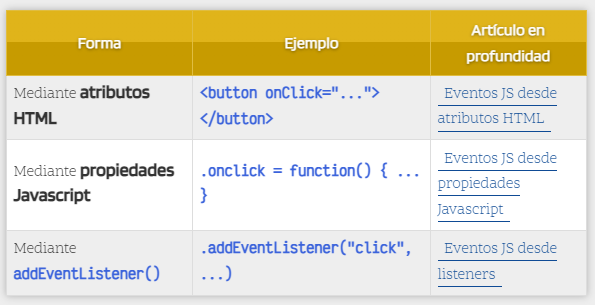 Forma
Ejemplo
Artículo en
profundidad
Mediante atributos
HTML
<button onClick="...">
</button>
Eventos JS desde
atributos HTML
Mediante propiedades
Javascript
.onclick = function() { ...
}
Eventos JS desde
propiedades
Javascript
Mediante
addEventListener()
.addEventListener("click",
...)
Eventos JS desde
listeners